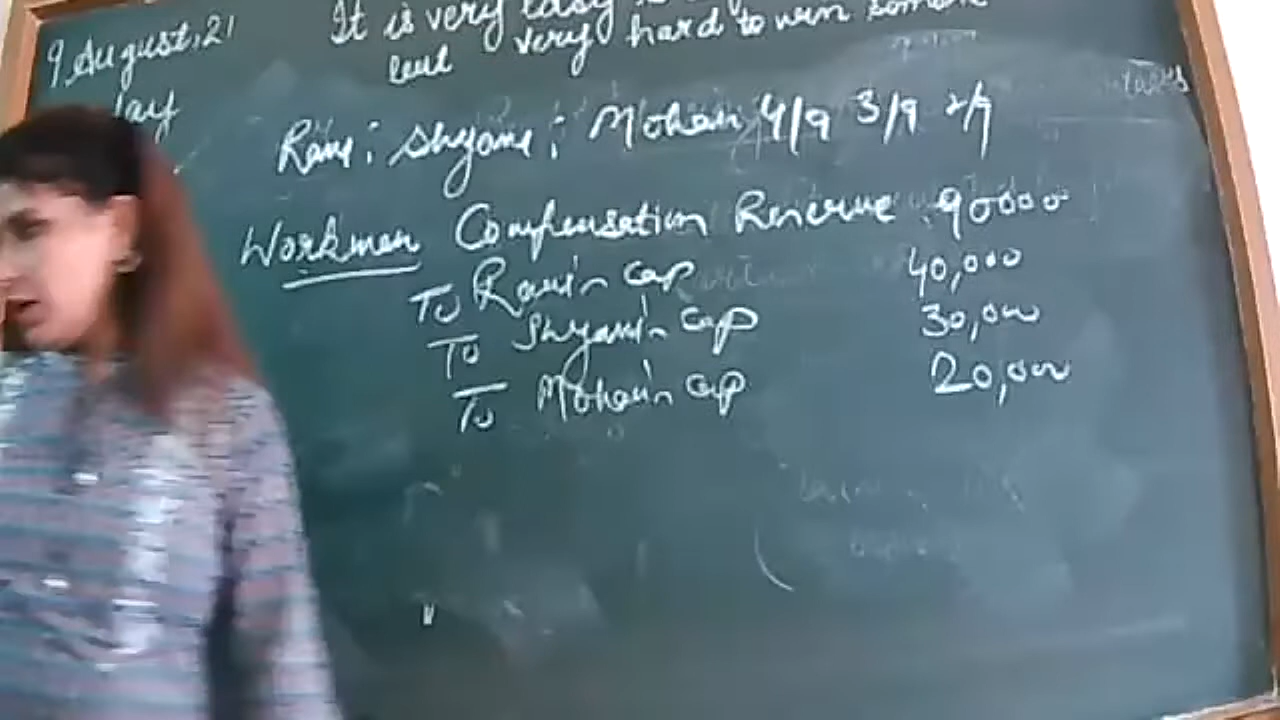 9 August, 21
It is very easy
but very hard to win someone
day
Ram : Shyam : Mohan 4/9 3/9 2/9
Workmen Compensation Reserve 90000
To Ram's cap 40,000
To Shyam's cap 30,000
To Mohan's cap 20,000